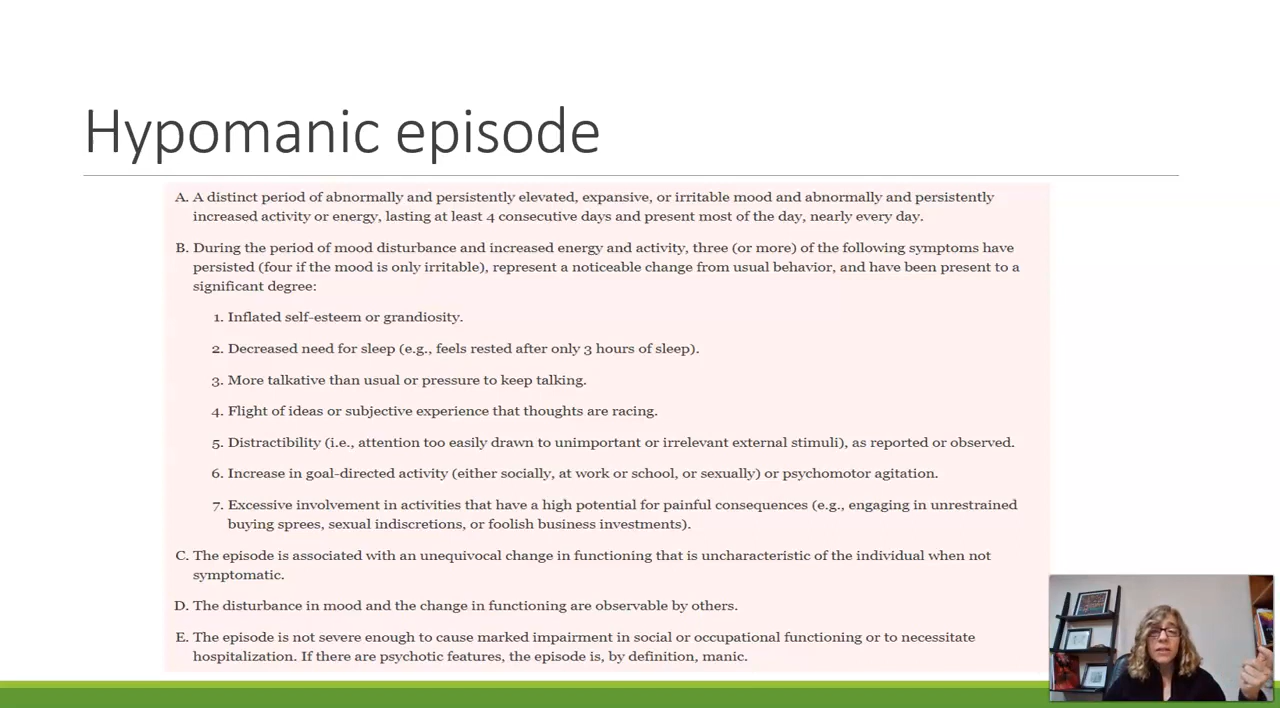 Hypomanic episode
A. A distinct period of abnormally and persistently elevated, expansive, or irritable mood and abnormally and persistently
increased activity or energy, lasting at least 4 consecutive days and present most of the day, nearly every day.
B. During the period of mood disturbance and increased energy and activity, three (or more) of the following symptoms have
persisted (four if the mood is only irritable), represent a noticeable change from usual behavior, and have been present to a
significant degree:
1. Inflated self-esteem or grandiosity.
2. Decreased need for sleep (e.g., feels rested after only 3 hours of sleep).
3. More talkative than usual or pressure to keep talking.
4. Flight of ideas or subjective experience that thoughts are racing.
5. Distractibility (i.e., attention too easily drawn to unimportant or irrelevant external stimuli), as reported or observed.
6. Increase in goal-directed activity (either socially, at work or school, or sexually) or psychomotor agitation.
7. Excessive involvement in activities that have a high potential for painful consequences (e.g., engaging in unrestrained
buying sprees, sexual indiscretions, or foolish business investments).
C. The episode is associated with an unequivocal change in functioning that is uncharacteristic of the individual when not
symptomatic.
D. The disturbance in mood and the change in functioning are observable by others.
E. The episode is not severe enough to cause marked impairment in social or occupational functioning or to necessitate
hospitalization. If there are psychotic features, the episode is, by definition, manic.